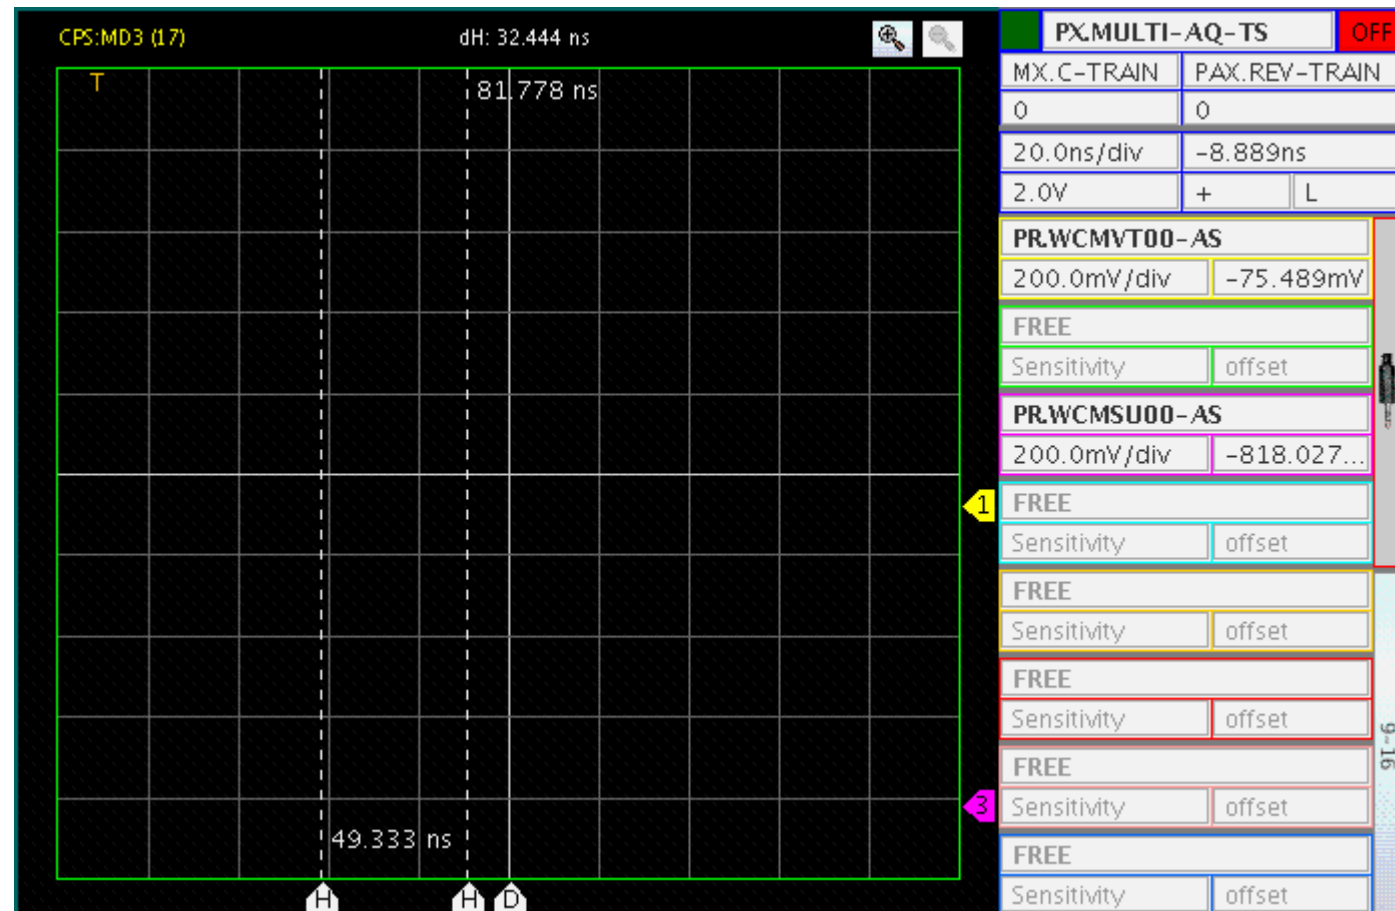 CPS:MD3 (17) dH: 32.444 ns
T
81.778 ns
49.333 ns
H H D
1
3
PX.MULTI-AQ-TS OFF
MX.C-TRAIN PAX.REV-TRAIN
0 0
20.0ns/div -8.889ns
2.0V + L
PR.WCMVT00-AS
200.0mV/div -75.489mV
FREE
Sensitivity offset
PR.WCMSU00-AS
200.0mV/div -818.027...
FREE
Sensitivity offset
FREE
Sensitivity offset
FREE
Sensitivity offset
FREE
Sensitivity offset
FREE
Sensitivity offset
9-16